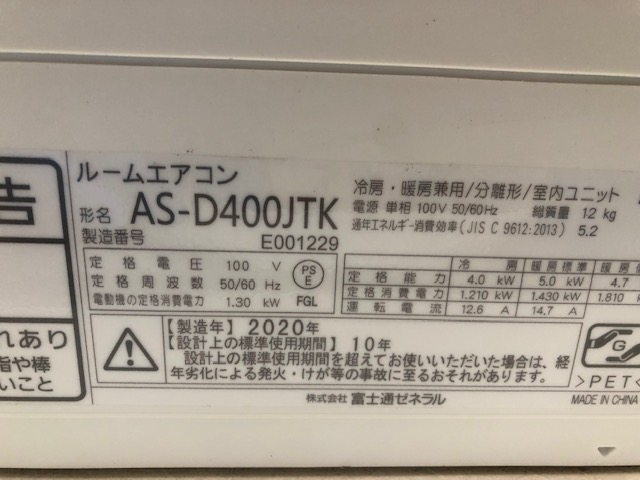 告
れあり
指や棒
いこと
ルームエアコン
形名 AS-D400JTK
製造番号 E001229
冷房・暖房兼用/分離形/室内ユニット
電源 単相 100V 50/60Hz 総質量 12 kg
通年エネルギー消費効率(JIS C 9612:2013) 5.2
定格電圧 100 V
定格周波数 50/60 Hz
電動機の定格消費電力 1.30 kW
PS
E
FGL
冷房 暖房標準 暖房
定格能力 4.0 kW 5.0 kW 4.7
定格消費電力 1.210 kW 1.430 kW 1.810
運転電流 12.6 A 14.7 A
【製造年】2020年
【設計上の標準使用期間】10年
設計上の標準使用期間を超えてお使いいただいた場合は、経
年劣化による発火・けが等の事故に至るおそれがあります。
G
>PET<
MADE IN CHINA
株式会社 富士通ゼネラル